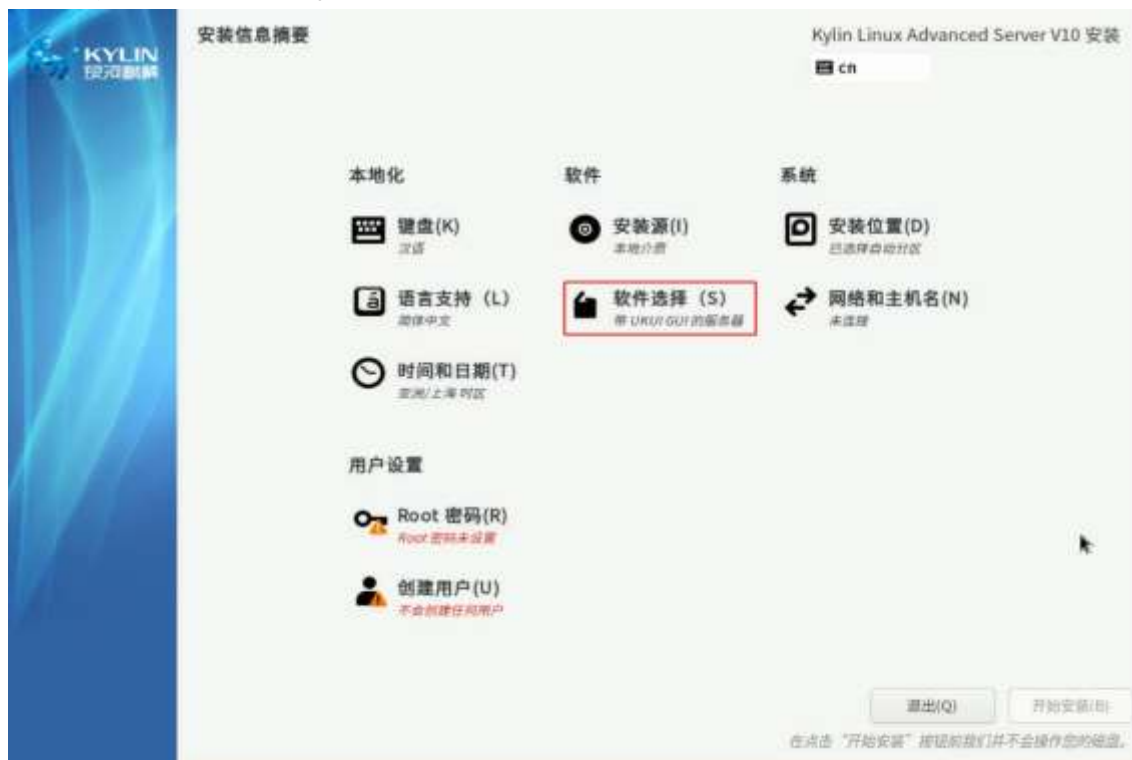 KYLIN
银河麒麟
安装信息摘要
Kylin Linux Advanced Server V10 安装
cn
本地化
软件
系统
键盘(K)
汉语
安装源(I)
本地介质
安装位置(D)
已选择自动分区
语言支持 (L)
简体中文
软件选择 (S)
带 UKUI GUI 的服务器
网络和主机名(N)
未连接
时间和日期(T)
亚洲/上海 时区
用户设置
Root 密码(R)
Root 密码未设置
创建用户(U)
不会创建任何用户
退出(Q)
开始安装(B)
在点击 "开始安装" 按钮前我们并不会操作您的磁盘。